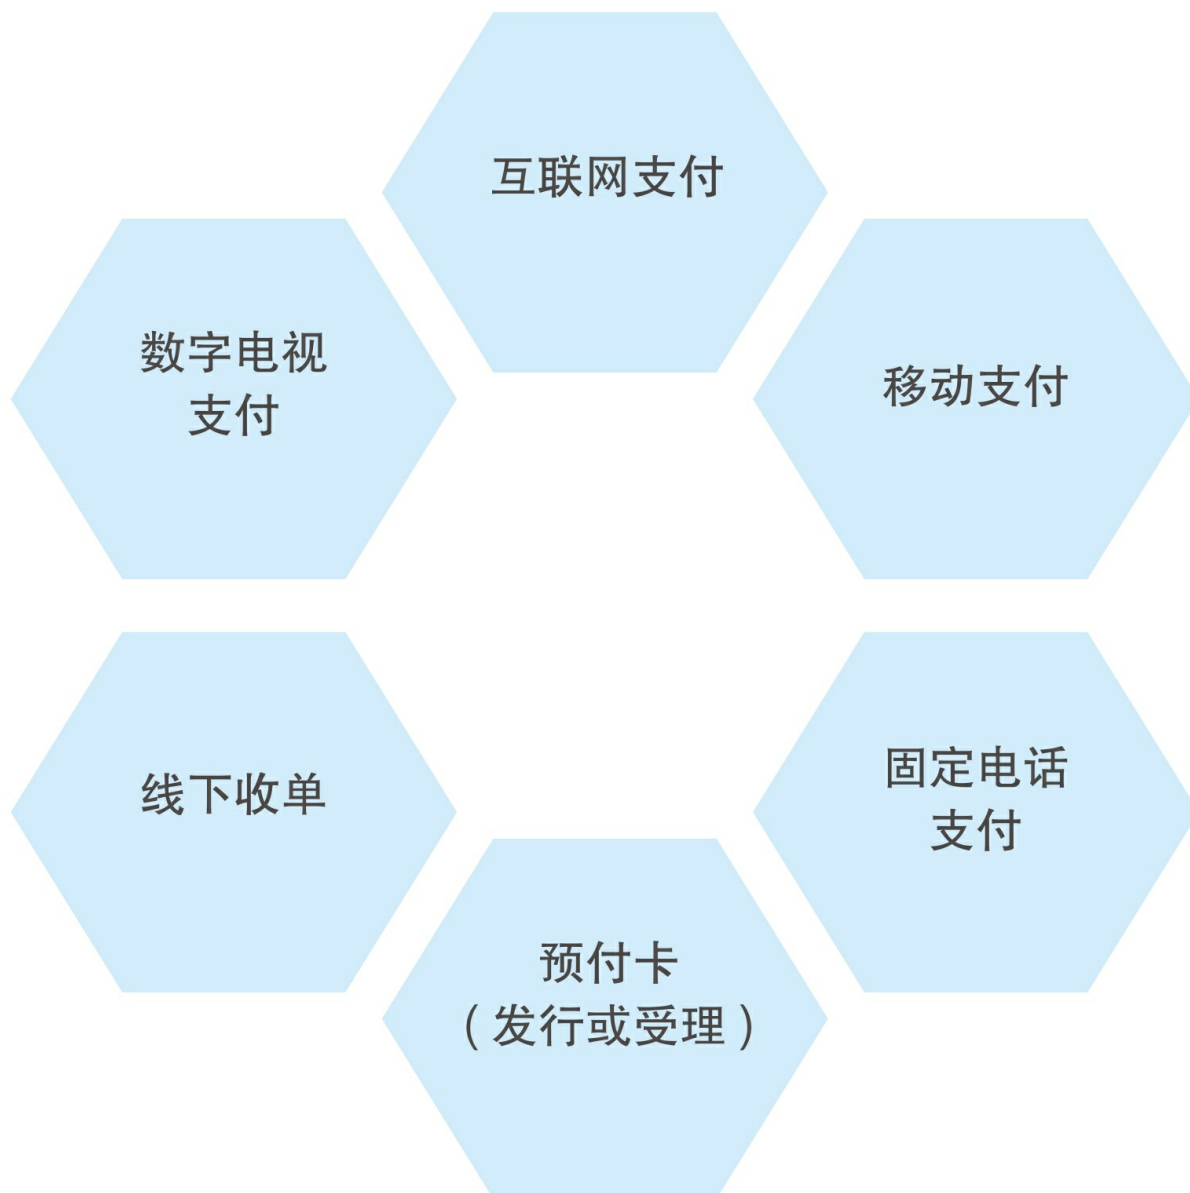 互联网支付
数字电视
支付
移动支付
线下收单
固定电话
支付
预付卡
（发行或受理）